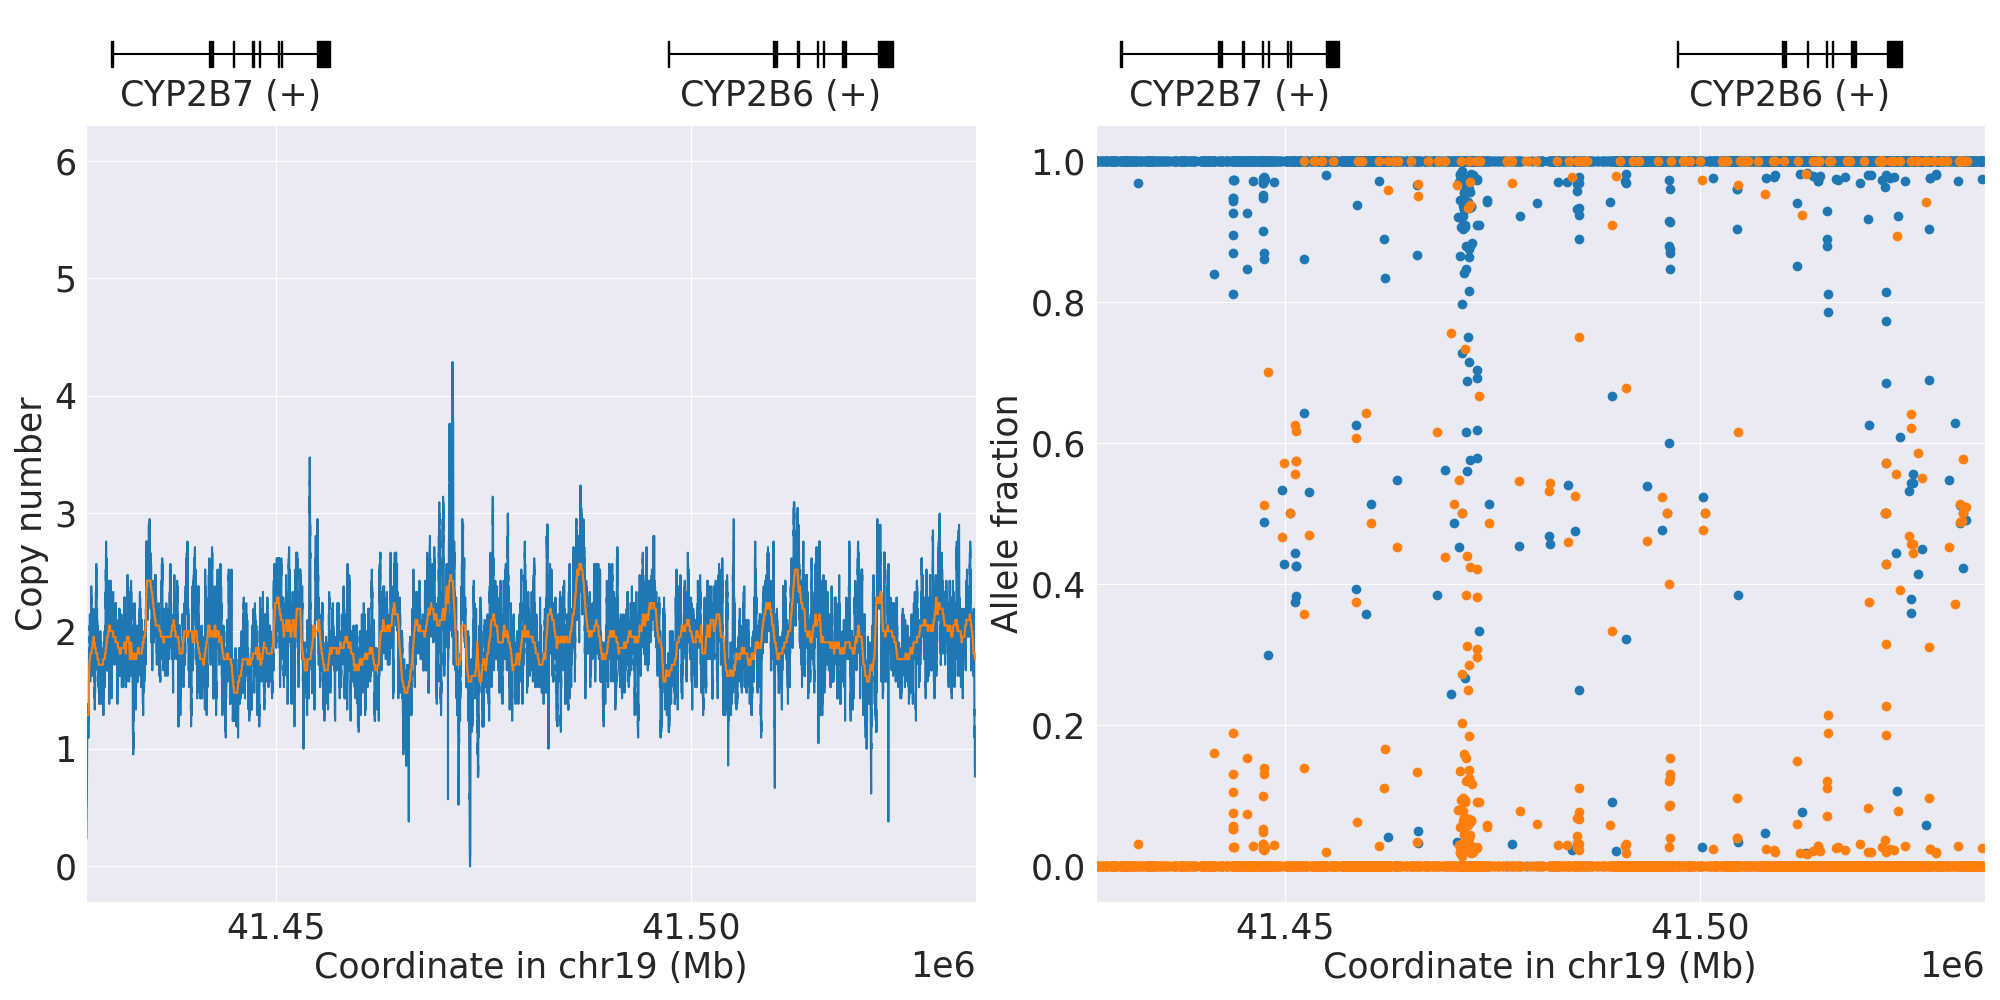 CYP2B7 (+)
CYP2B6 (+)
6
5
4
3
2
1
0
Copy number
41.45
41.50
Coordinate in chr19 (Mb)
1e6
CYP2B7 (+)
CYP2B6 (+)
1.0
0.8
0.6
0.4
0.2
0.0
Allele fraction
41.45
41.50
Coordinate in chr19 (Mb)
1e6